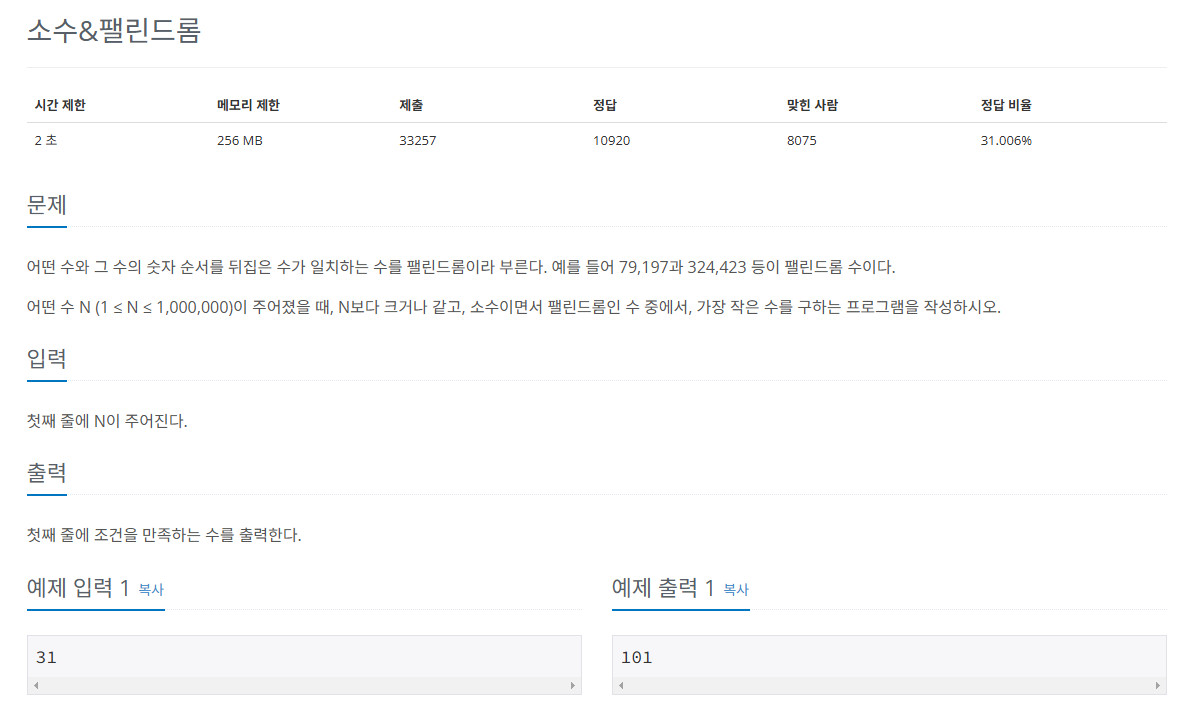 소수&팰린드롬
시간 제한 메모리 제한 제출 정답 맞힌 사람 정답 비율
2 초 256 MB 33257 10920 8075 31.006%
문제
어떤 수와 그 수의 숫자 순서를 뒤집은 수가 일치하는 수를 팰린드롬이라 부른다. 예를 들어 79,197과 324,423 등이 팰린드롬 수이다.
어떤 수 N (1 ≤ N ≤ 1,000,000)이 주어졌을 때, N보다 크거나 같고, 소수이면서 팰린드롬인 수 중에서, 가장 작은 수를 구하는 프로그램을 작성하시오.
입력
첫째 줄에 N이 주어진다.
출력
첫째 줄에 조건을 만족하는 수를 출력한다.
예제 입력 1 복사
31
예제 출력 1 복사
101